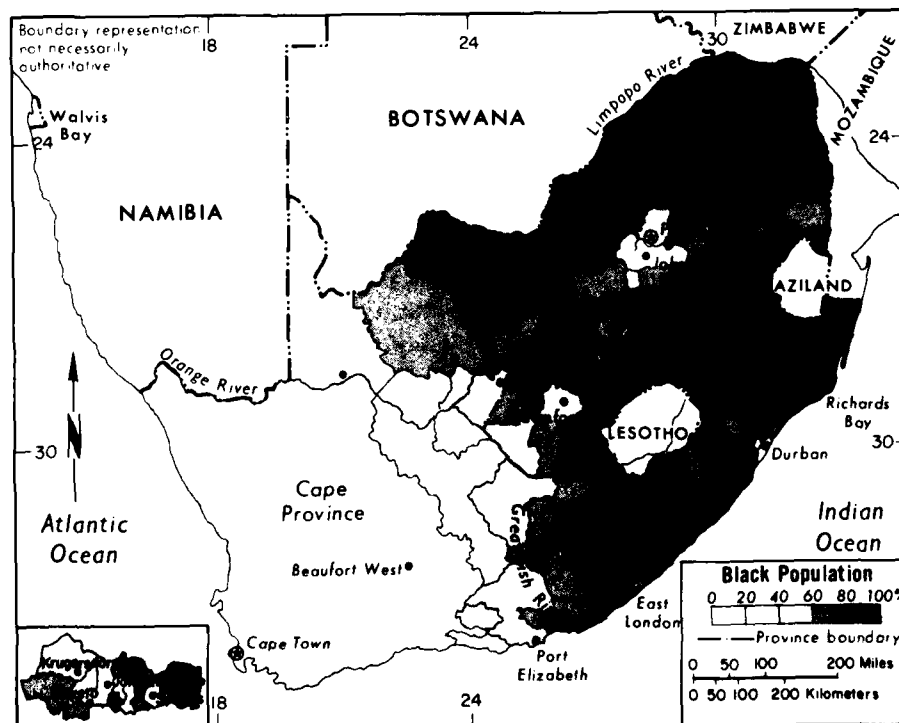 Boundary representation
not necessarily
authoritative
18
24
30
ZIMBABWE
MOZAMBIQUE
Walvis
Bay
24
24
BOTSWANA
Limpopo River
NAMIBIA
AZILAND
Orange River
Richards
Bay
30
LESOTHO
30
Durban
N
Cape
Province
Atlantic
Ocean
Indian
Ocean
Beaufort West
East
London
Cape Town
Port
Elizabeth
18
24
Black Population
0 20 40 60 80 100%
Province boundary
0 50 100 200 Miles
0 50 100 200 Kilometers